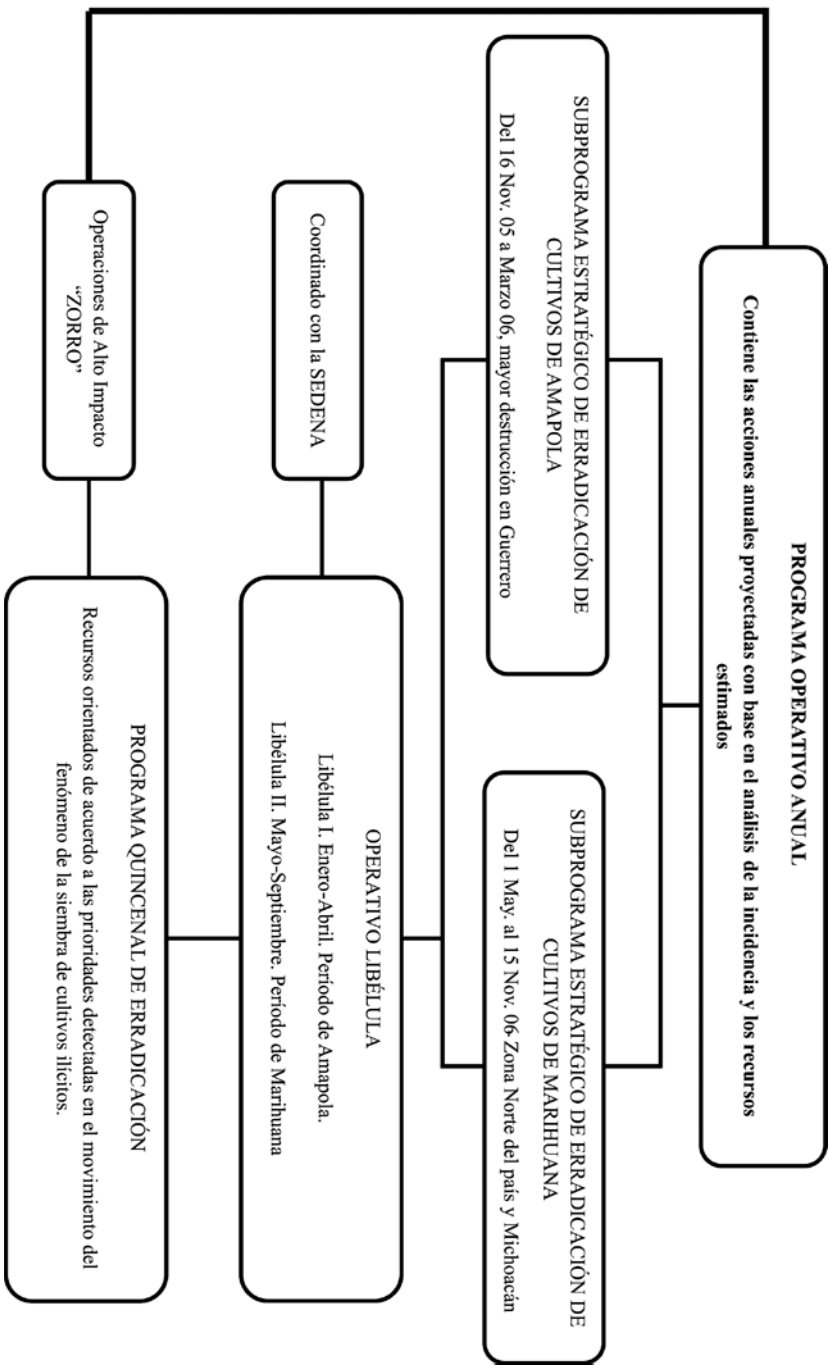 PROGRAMA OPERATIVO ANUAL
Contiene las acciones anuales proyectadas con base en el análisis de la incidencia y los recursos
estimados
SUBPROGRAMA ESTRATÉGICO DE ERRADICACIÓN DE
CULTIVOS DE AMAPOLA
Del 16 Nov. 05 a Marzo 06, mayor destrucción en Guerrero
SUBPROGRAMA ESTRATÉGICO DE ERRADICACIÓN DE
CULTIVOS DE MARIHUANA
Del 1 May. al 15 Nov. 06 Zona Norte del país y Michoacán
Coordinado con la SEDENA
OPERATIVO LIBÉLULA
Libélula I. Enero-Abril. Período de Amapola.
Libélula II. Mayo-Septiembre. Período de Marihuana
Operaciones de Alto Impacto
“ZORRO”
PROGRAMA QUINCENAL DE ERRADICACIÓN
Recursos orientados de acuerdo a las prioridades detectadas en el movimiento del
fenómeno de la siembra de cultivos ilícitos.